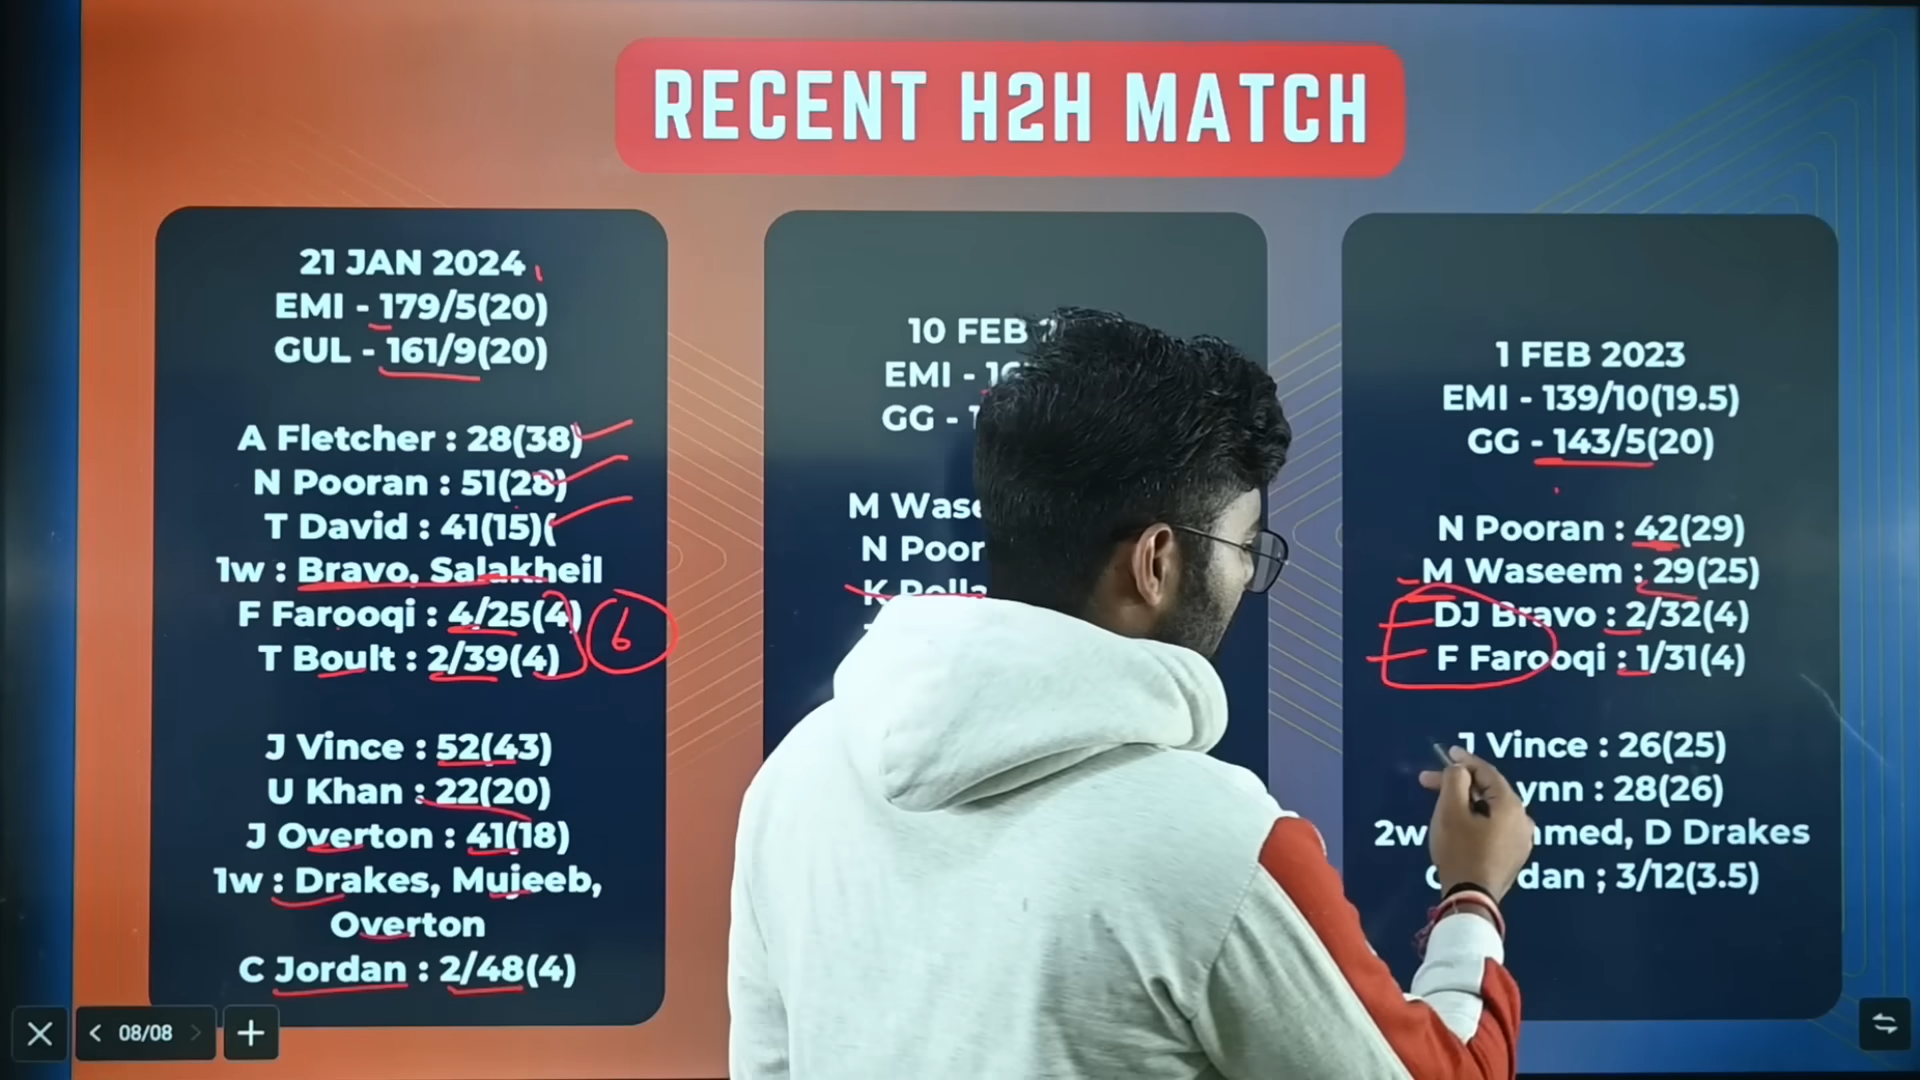 RECENT H2H MATCH
21 JAN 2024
EMI - 179/5(20)
GUL - 161/9(20)
A Fletcher : 28(38)
N Pooran : 51(28)
T David : 41(15)(
1w : Bravo, Salakheil
F Farooqi : 4/25(4)
T Boult : 2/39(4)
6
J Vince : 52(43)
U Khan : 22(20)
J Overton : 41(18)
1w : Drakes, Mujeeb,
Overton
C Jordan : 2/48(4)
10 FEB
EMI -
GG -
M
N
K
1 FEB 2023
EMI - 139/10(19.5)
GG - 143/5(20)
N Pooran : 42(29)
M Waseem : 29(25)
DJ Bravo : 2/32(4)
F Farooqi : 1/31(4)
J Vince : 26(25)
: 28(26)
2w D Drakes
; 3/12(3.5)
08/08